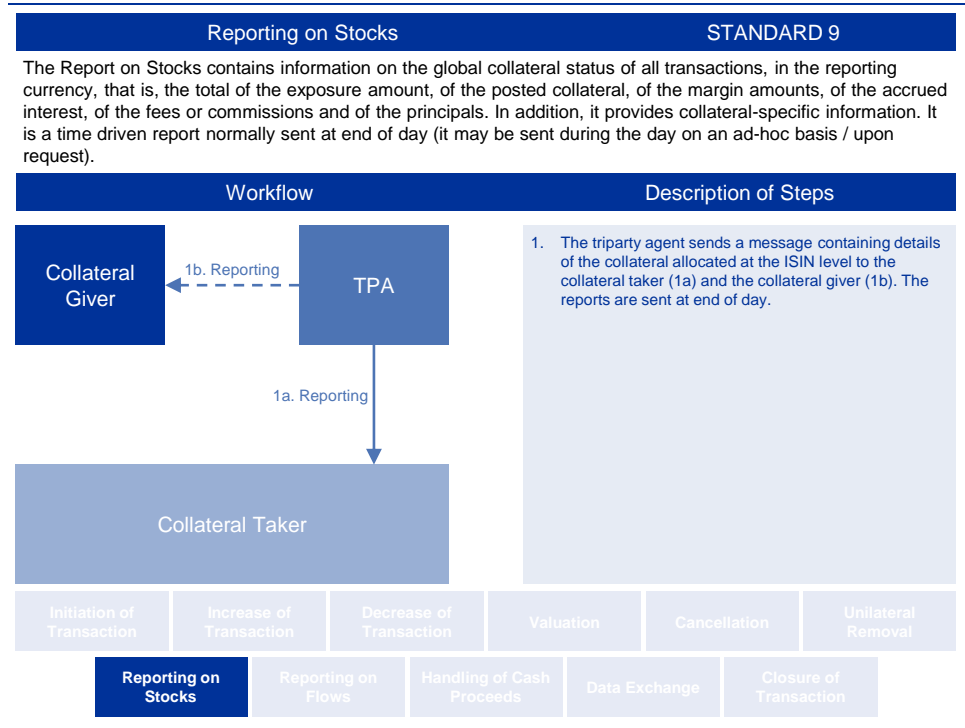 Reporting on Stocks STANDARD 9
The Report on Stocks contains information on the global collateral status of all transactions, in the reporting
currency, that is, the total of the exposure amount, of the posted collateral, of the margin amounts, of the accrued
interest, of the fees or commissions and of the principals. In addition, it provides collateral-specific information. It
is a time driven report normally sent at end of day (it may be sent during the day on an ad-hoc basis / upon
request).
Workflow Description of Steps
Collateral
Giver
1b. Reporting
TPA
1a. Reporting
Collateral Taker
1. The triparty agent sends a message containing details
of the collateral allocated at the ISIN level to the
collateral taker (1a) and the collateral giver (1b). The
reports are sent at end of day.
Initiation of
Transaction
Increase of
Transaction
Decrease of
Transaction
Valuation
Cancellation
Unilateral
Removal
Reporting on
Stocks
Reporting on
Flows
Handling of Cash
Proceeds
Data Exchange
Closure of
Transaction